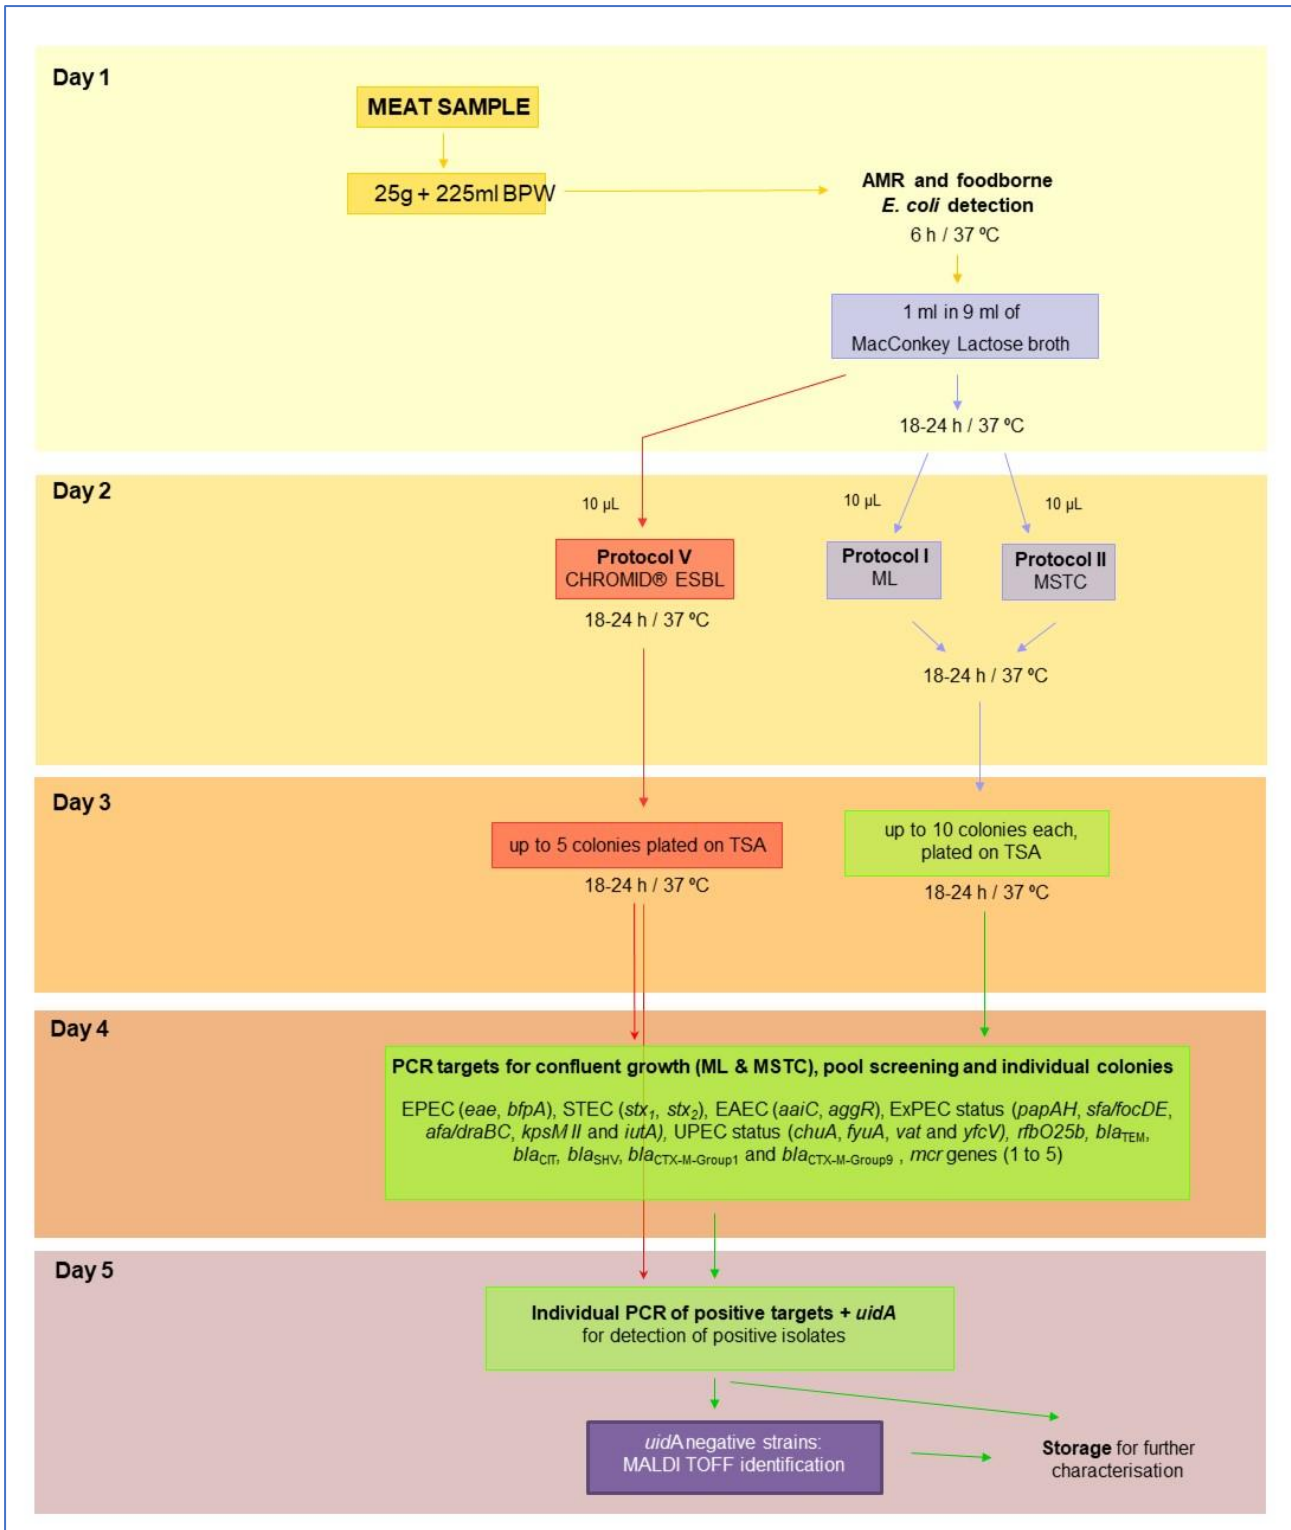 Day 1
MEAT SAMPLE
25g + 225ml BPW
AMR and foodborne
E. coli detection
6 h / 37 ºC
1 ml in 9 ml of
MacConkey Lactose broth
18-24 h / 37 ºC
Day 2
10 µL
10 µL
10 µL
Protocol V
CHROMID® ESBL
18-24 h / 37 ºC
Protocol I
ML
Protocol II
MSTC
18-24 h / 37 ºC
Day 3
up to 5 colonies plated on TSA
18-24 h / 37 ºC
up to 10 colonies each,
plated on TSA
18-24 h / 37 ºC
Day 4
PCR targets for confluent growth (ML & MSTC), pool screening and individual colonies
EPEC (eae, bfpA), STEC (stx1, stx2), EAEC (aaiC, aggR), ExPEC status (papAH, sfa/focDE,
afa/draBC, kpsM II and iutA), UPEC status (chuA, fyuA, vat and yfcV), rfbO25b, blaTEM,
blaCIT, blaSHV, blaCTX-M-Group1 and blaCTX-M-Group9 , mcr genes (1 to 5)
Day 5
Individual PCR of positive targets + uidA
for detection of positive isolates
uidA negative strains:
MALDI TOFF identification
Storage for further
characterisation